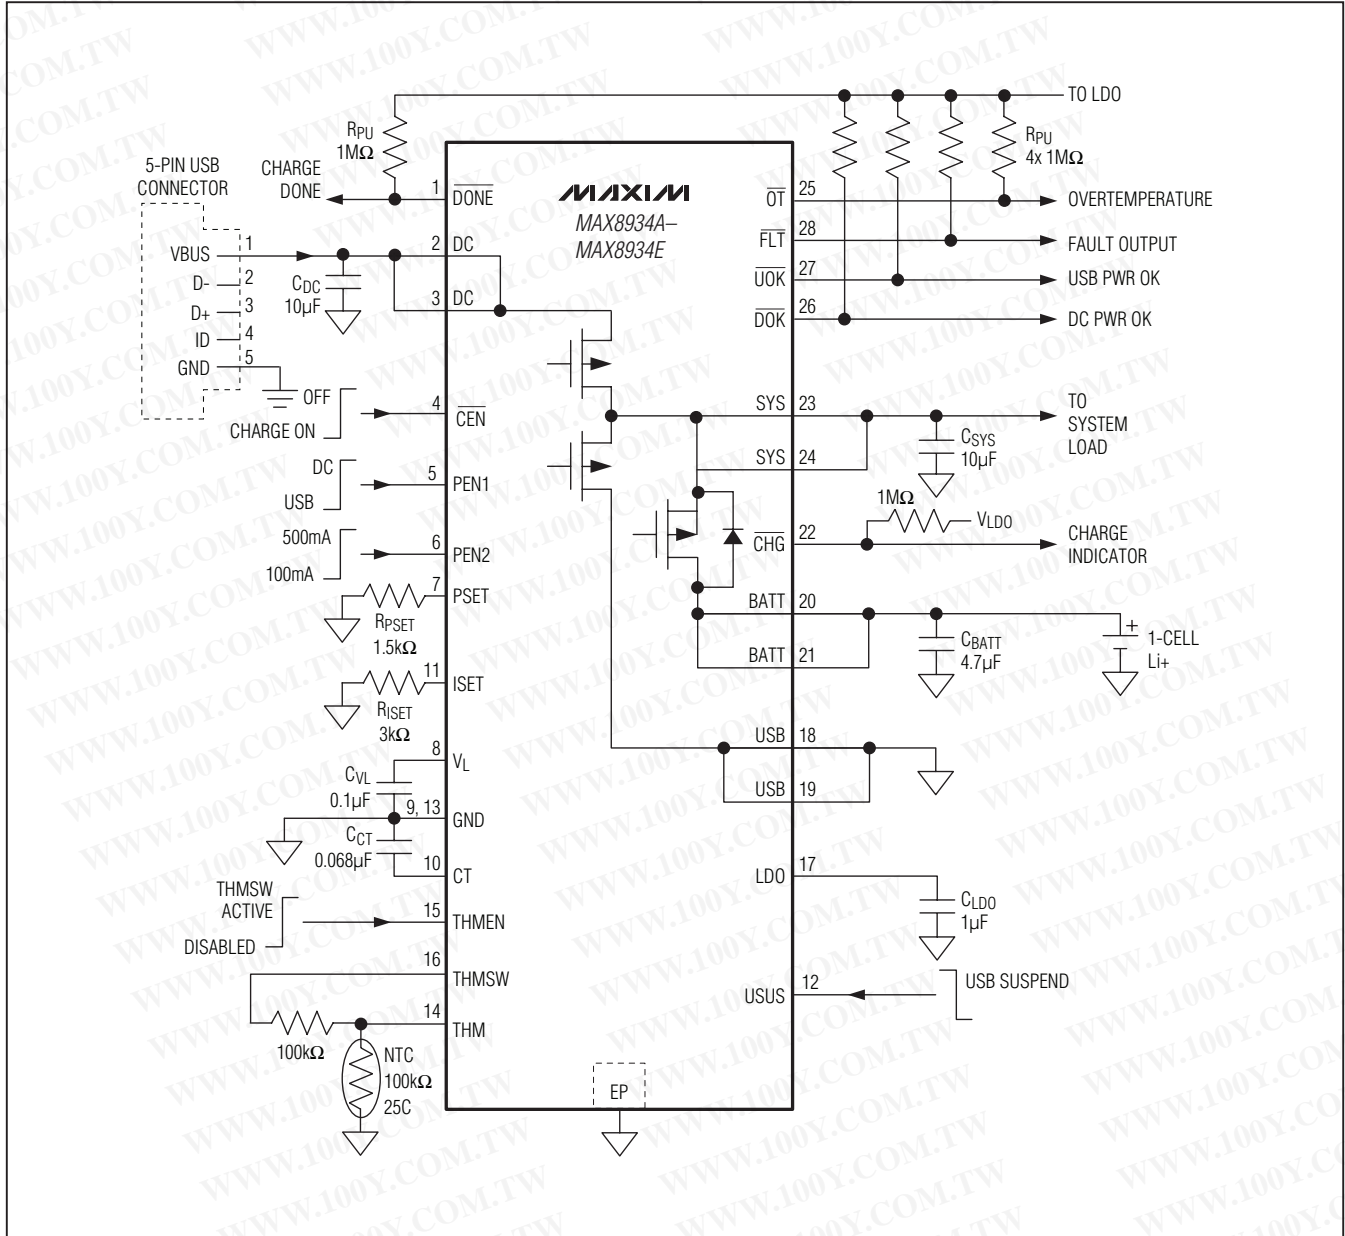 TO LDO
RPU
1MΩ
RPU
4x 1MΩ
5-PIN USB
CONNECTOR
CHARGE
DONE
1
DONE
MAXIM
MAX8934A–
MAX8934E
OT
25
OVERTEMPERATURE
VBUS
1
2
DC
FLT
28
FAULT OUTPUT
D-
2
CDC
10µF
3
DC
UOK
27
USB PWR OK
D+
3
DOK
26
DC PWR OK
ID
4
GND
5
OFF
CHARGE ON
4
CEN
SYS
23
TO
SYSTEM
LOAD
CSYS
10µF
SYS
24
DC
USB
5
PEN1
1MΩ
VLDO
500mA
100mA
6
PEN2
CHG
22
CHARGE
INDICATOR
7
PSET
RPSET
1.5kΩ
BATT
20
CBATT
4.7µF
+
1-CELL
Li+
BATT
21
11
ISET
RISET
3kΩ
8
VL
USB
18
CVL
0.1µF
USB
19
9, 13
GND
CCT
0.068µF
10
CT
LDO
17
CLDO
1µF
THMSW
ACTIVE
DISABLED
15
THMEN
16
THMSW
USUS
12
USB SUSPEND
14
THM
100kΩ
NTC
100kΩ
25C
EP
WWW.100Y.COM.TW